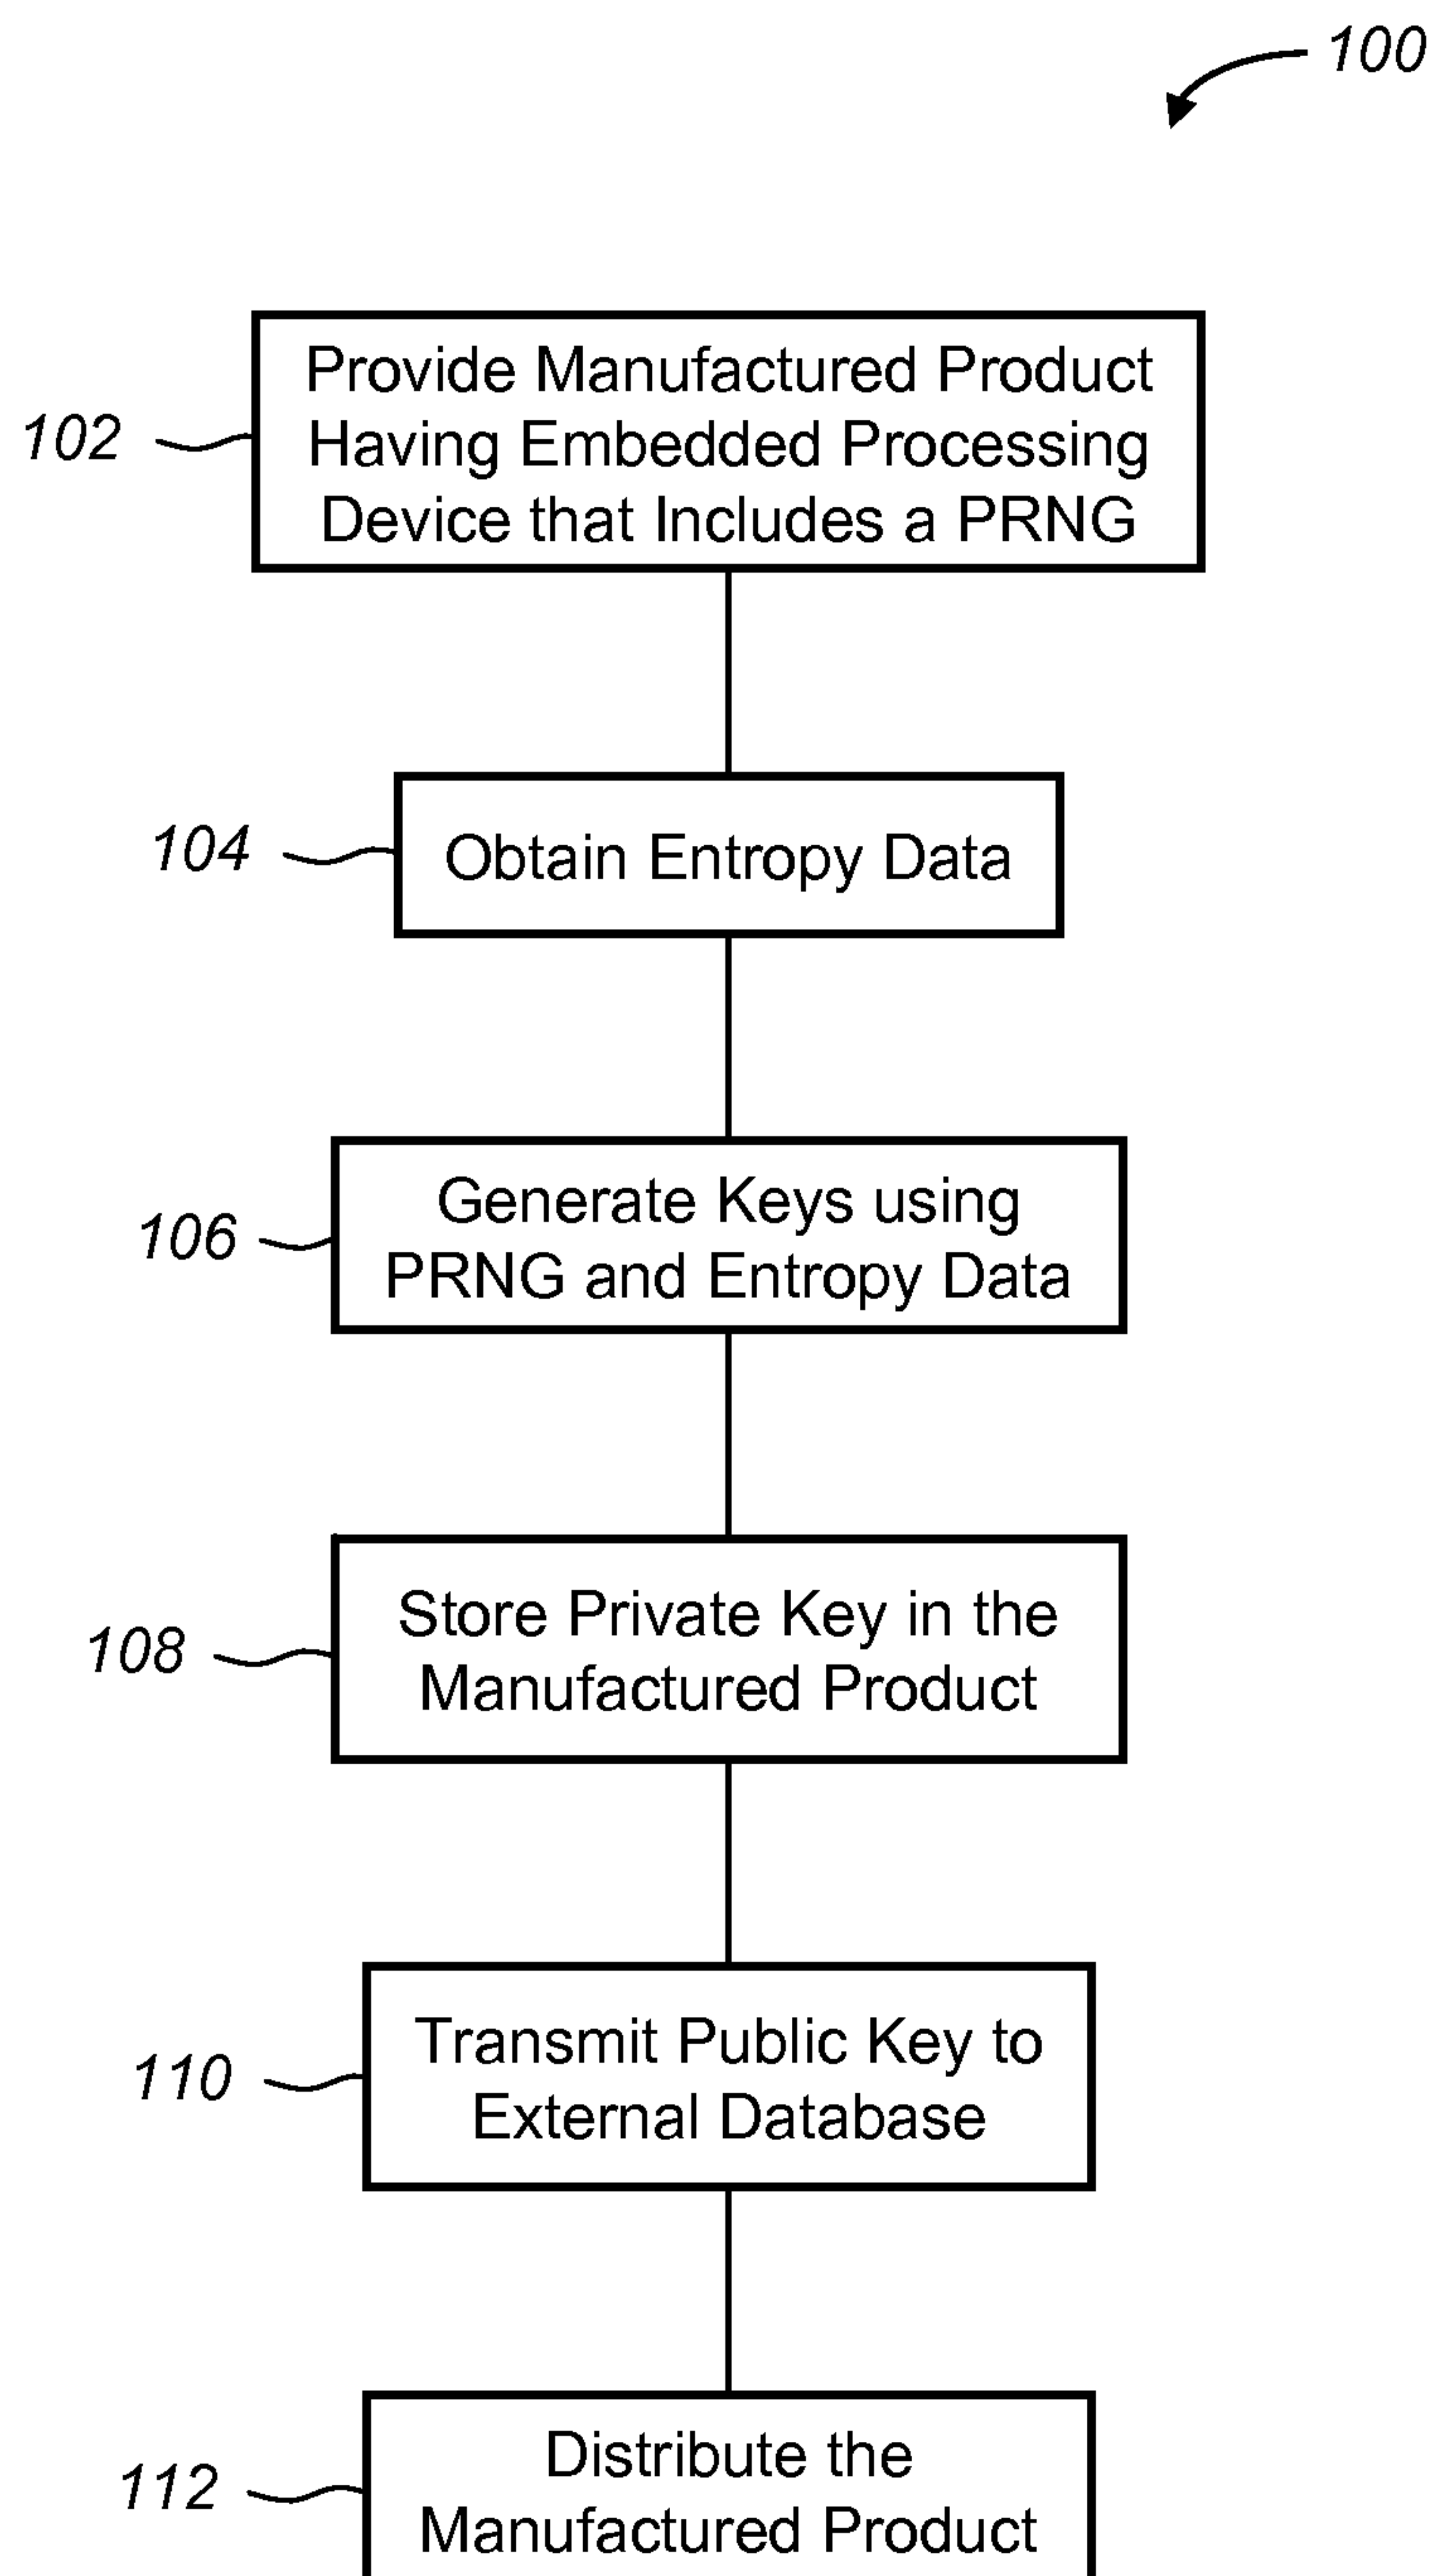 100
102
Provide Manufactured Product
Having Embedded Processing
Device that Includes a PRNG
104
Obtain Entropy Data
106
Generate Keys using
PRNG and Entropy Data
108
Store Private Key in the
Manufactured Product
110
Transmit Public Key to
External Database
112
Distribute the
Manufactured Product